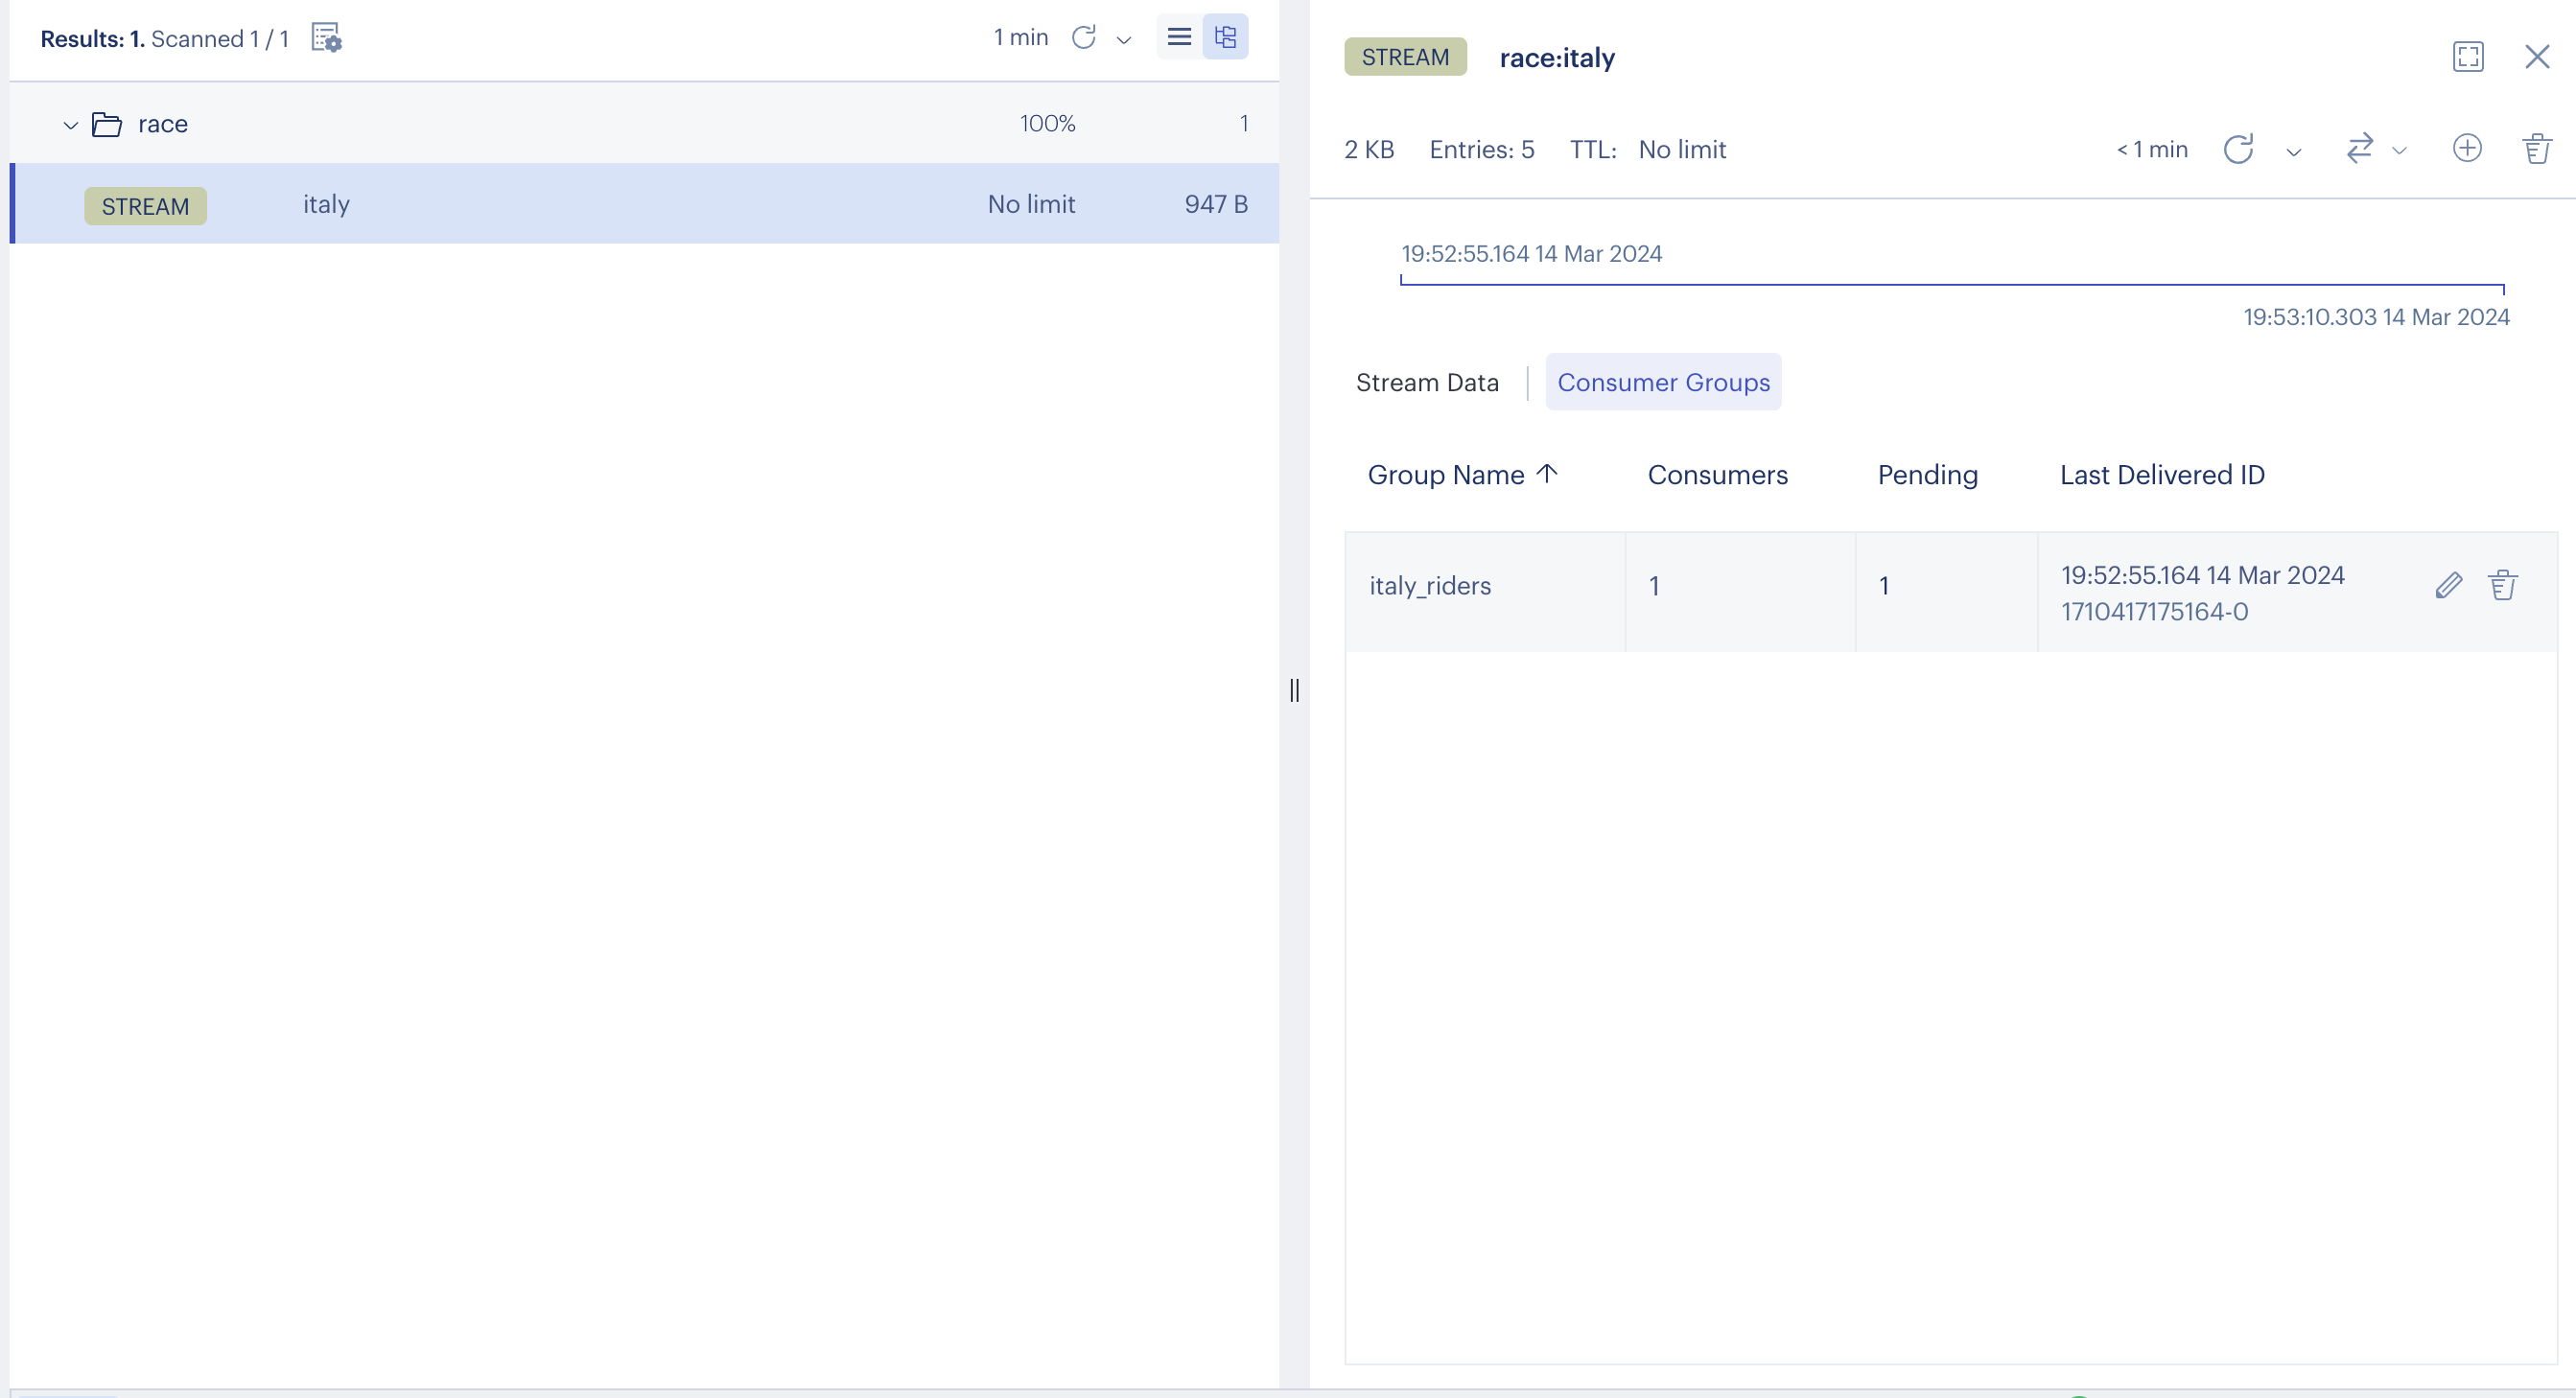 Results: 1. Scanned 1 / 1
1 min
race 100% 1
STREAM italy No limit 947 B
STREAM race:italy
2 KB Entries: 5 TTL: No limit < 1 min
19:52:55.164 14 Mar 2024
19:53:10.303 14 Mar 2024
Stream Data Consumer Groups
Group Name Consumers Pending Last Delivered ID
italy_riders 1 1 19:52:55.164 14 Mar 2024
1710417175164-0